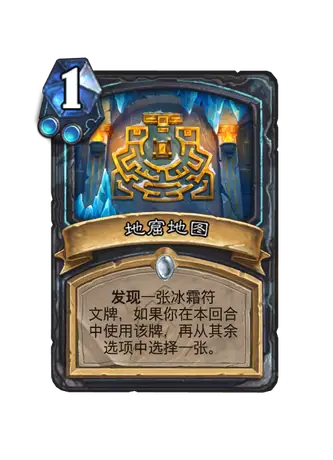 1
地窟地图
发现一张冰霜符
文牌，如果你在本回合
中使用该牌，再从其余
选项中选择一张。